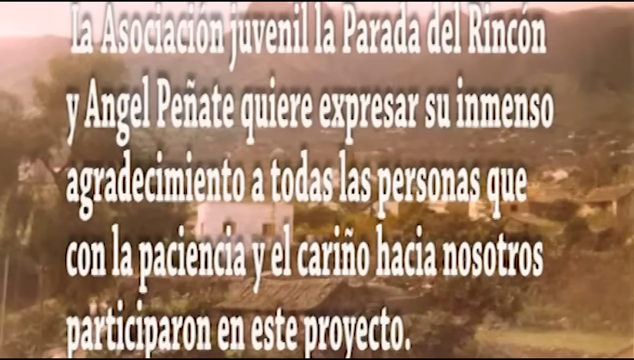 la Asociación juvenil la Parada del Rincón
y Angel Peñate quiere expresar su inmenso
agradecimiento a todas las personas que
con la paciencia y el cariño hacia nosotros
participaron en este proyecto.